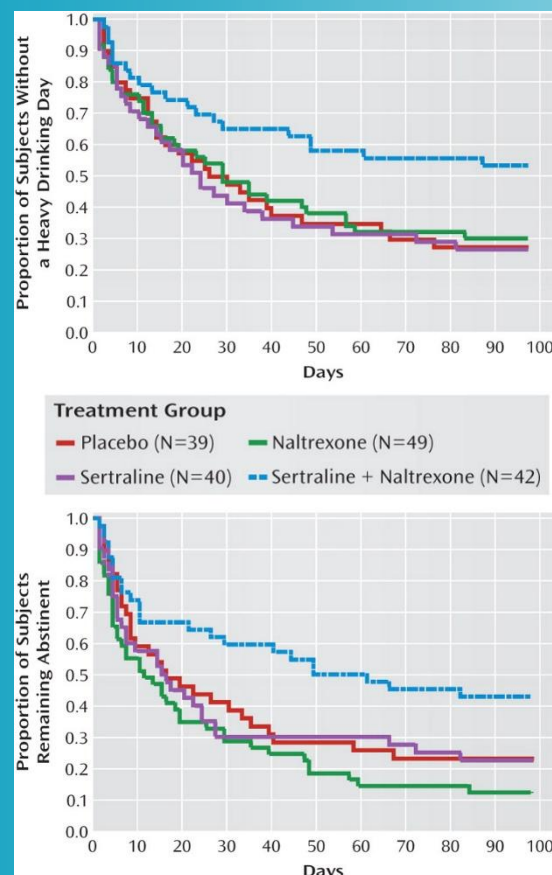 Proportion of Subjects Without
a Heavy Drinking Day
1.0
0.9
0.8
0.7
0.6
0.5
0.4
0.3
0.2
0.1
0.0
0 10 20 30 40 50 60 70 80 90 100
Days
Treatment Group
Placebo (N=39) Naltrexone (N=49)
Sertraline (N=40) Sertraline + Naltrexone (N=42)
Proportion of Subjects
Remaining Abstinent
1.0
0.9
0.8
0.7
0.6
0.5
0.4
0.3
0.2
0.1
0.0
0 10 20 30 40 50 60 70 80 90 100
Days